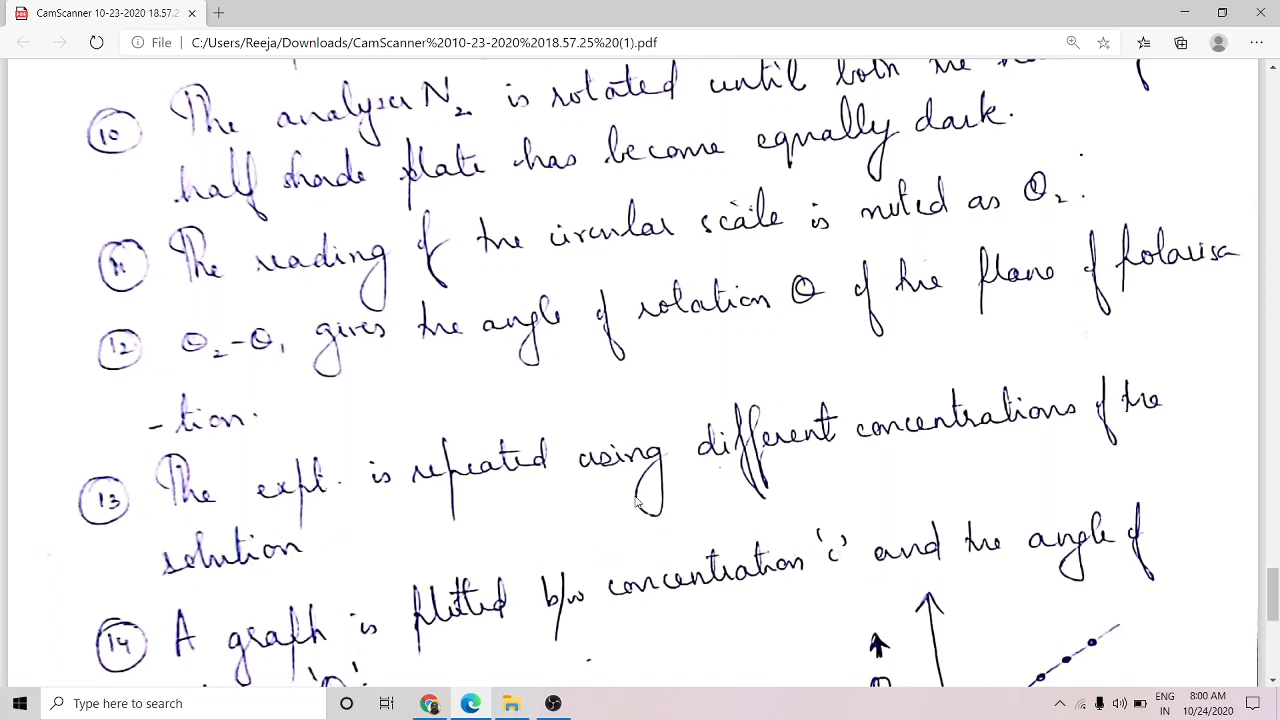 CamScanner 10-23-2020 18.57.2
File C:/Users/Reeja/Downloads/CamScanner%2010-23-2020%2018.57.25%20(1).pdf
10 The analyser N2 is rotated until both the
half shade plate has become equally dark.
11 The reading of the circular scale is noted as θ2.
12 θ2-θ1 gives the angle of rotation θ of the plane of polarisa
-tion.
13 The expt. is repeated using different concentrations of the
solution
14 A graph is plotted b/w concentration 'c' and the angle of
Type here to search
ENG
IN
8:00 AM
10/24/2020